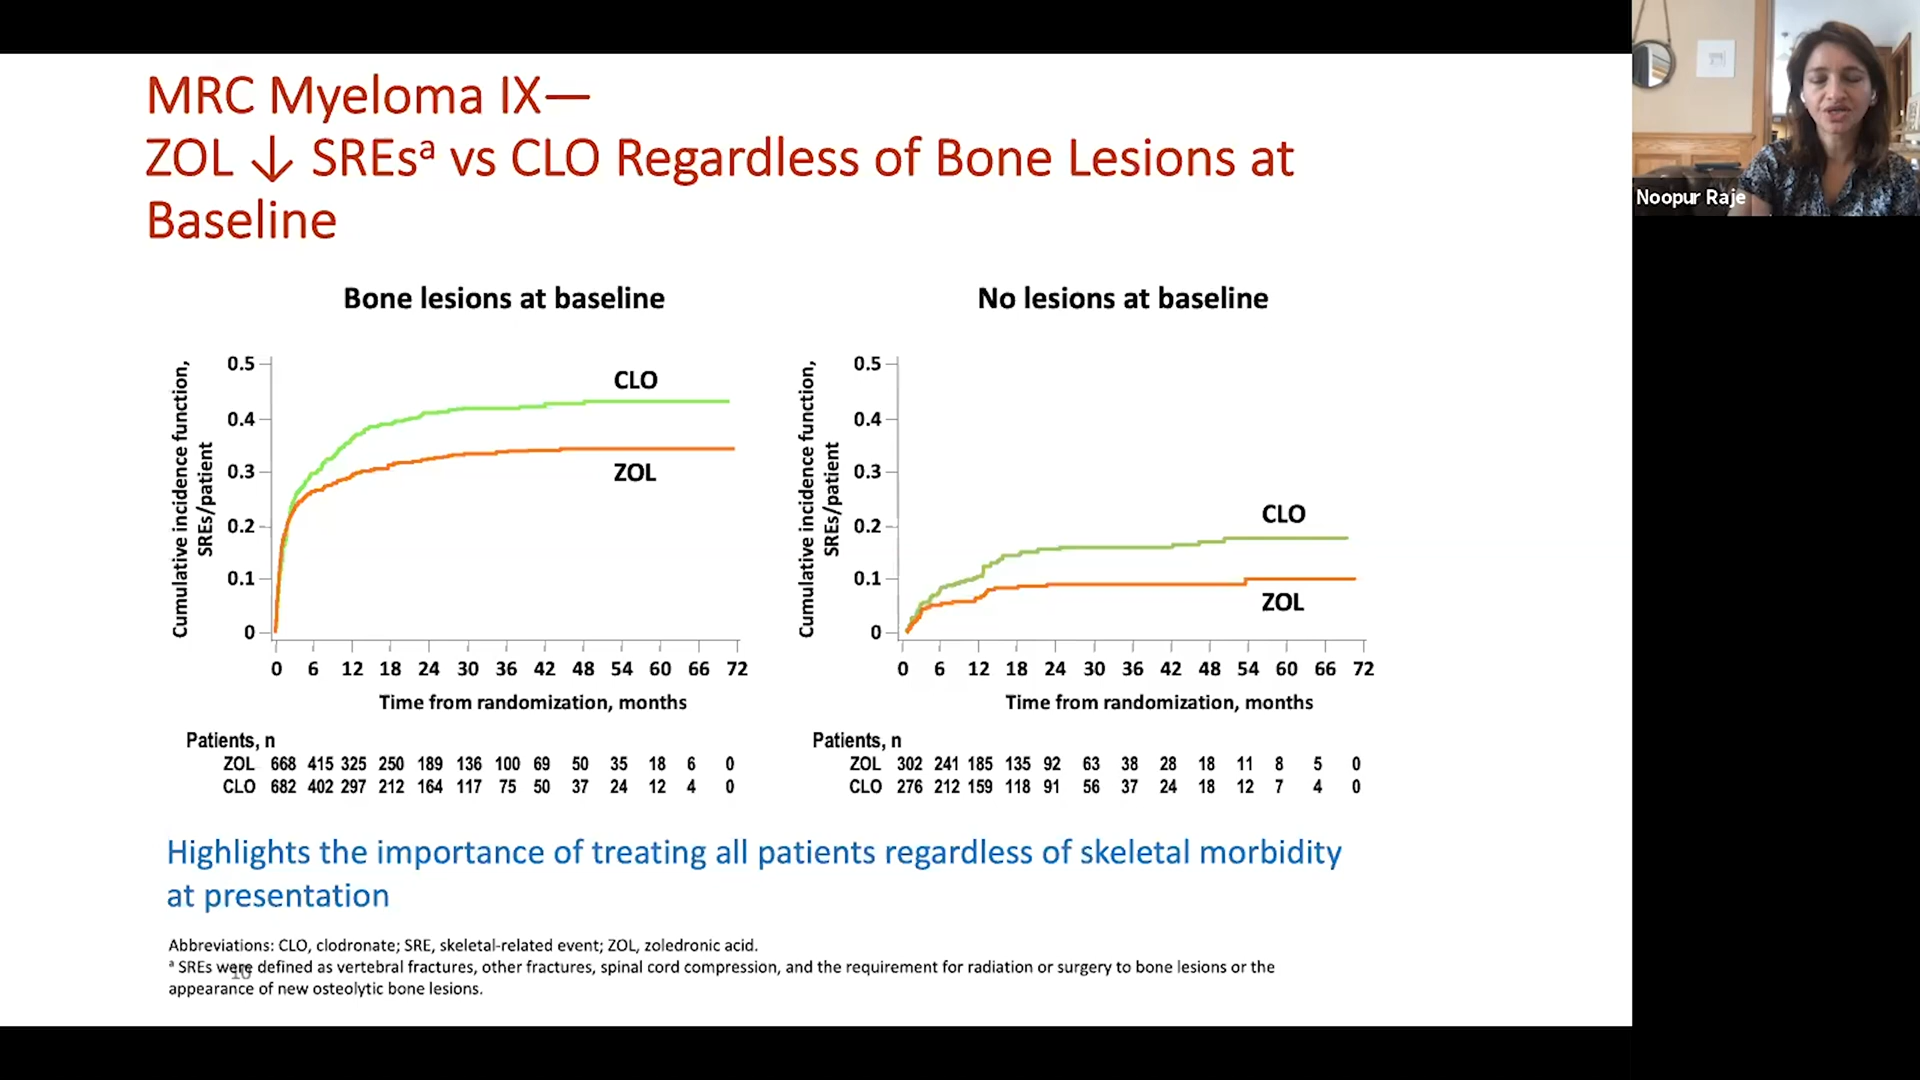 MRC Myeloma IX—
ZOL ↓ SREsᵃ vs CLO Regardless of Bone Lesions at
Baseline
Noopur Raje
Bone lesions at baseline
Cumulative incidence function,
SREs/patient
0.5
0.4
0.3
0.2
0.1
0
CLO
ZOL
0 6 12 18 24 30 36 42 48 54 60 66 72
Time from randomization, months
Patients, n
ZOL 668 415 325 250 189 136 100 69 50 35 18 6 0
CLO 682 402 297 212 164 117 75 50 37 24 12 4 0
No lesions at baseline
Cumulative incidence function,
SREs/patient
0.5
0.4
0.3
0.2
0.1
0
CLO
ZOL
0 6 12 18 24 30 36 42 48 54 60 66 72
Time from randomization, months
Patients, n
ZOL 302 241 185 135 92 63 38 28 18 11 8 5 0
CLO 276 212 159 118 91 56 37 24 18 12 7 4 0
Highlights the importance of treating all patients regardless of skeletal morbidity
at presentation
Abbreviations: CLO, clodronate; SRE, skeletal-related event; ZOL, zoledronic acid.
ᵃ SREs were defined as vertebral fractures, other fractures, spinal cord compression, and the requirement for radiation or surgery to bone lesions or the
appearance of new osteolytic bone lesions.